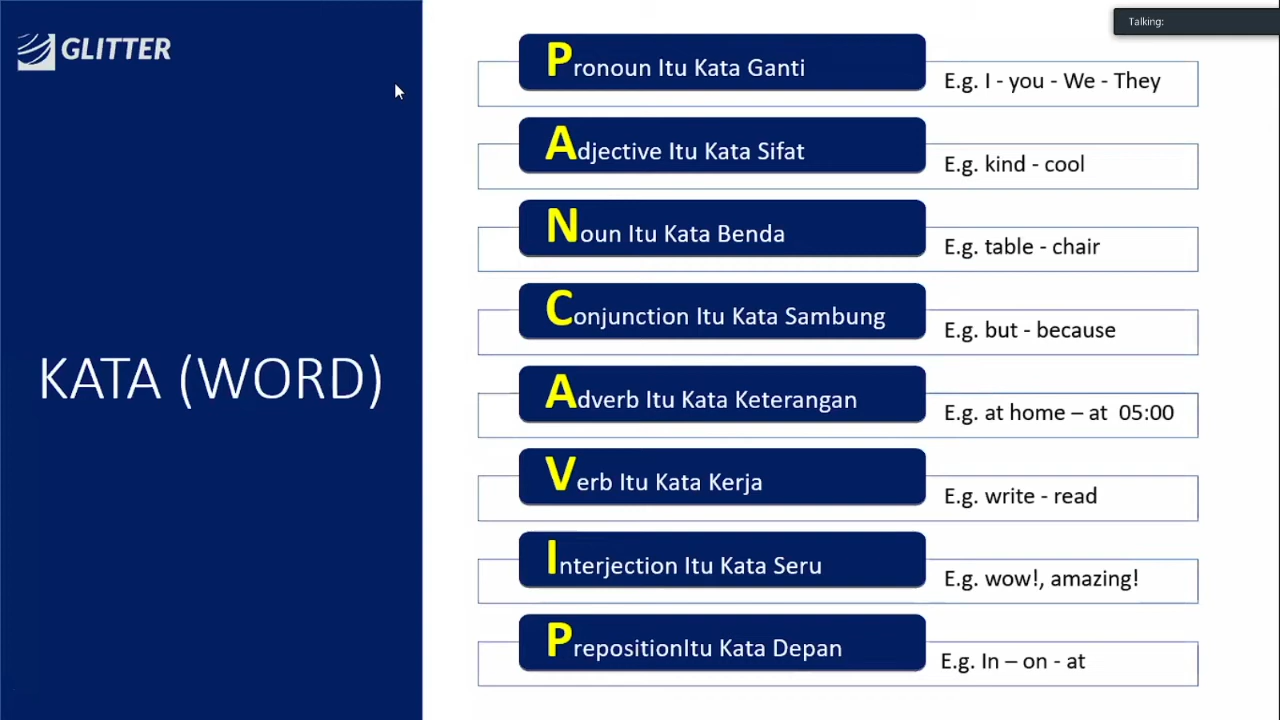 GLITTER
Talking:
KATA (WORD)
Pronoun Itu Kata Ganti
E.g. I - you - We - They
Adjective Itu Kata Sifat
E.g. kind - cool
Noun Itu Kata Benda
E.g. table - chair
Conjunction Itu Kata Sambung
E.g. but - because
Adverb Itu Kata Keterangan
E.g. at home – at  05:00
Verb Itu Kata Kerja
E.g. write - read
Interjection Itu Kata Seru
E.g. wow!, amazing!
PrepositionItu Kata Depan
E.g. In – on - at